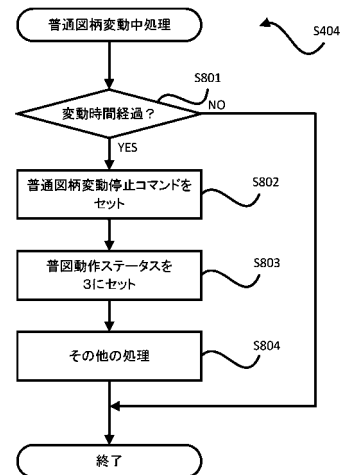 普通図柄変動中処理
S404
S801
変動時間経過？
NO
YES
普通図柄変動停止コマンドを
セット
S802
普図動作ステータスを
3にセット
S803
その他の処理
S804
終了